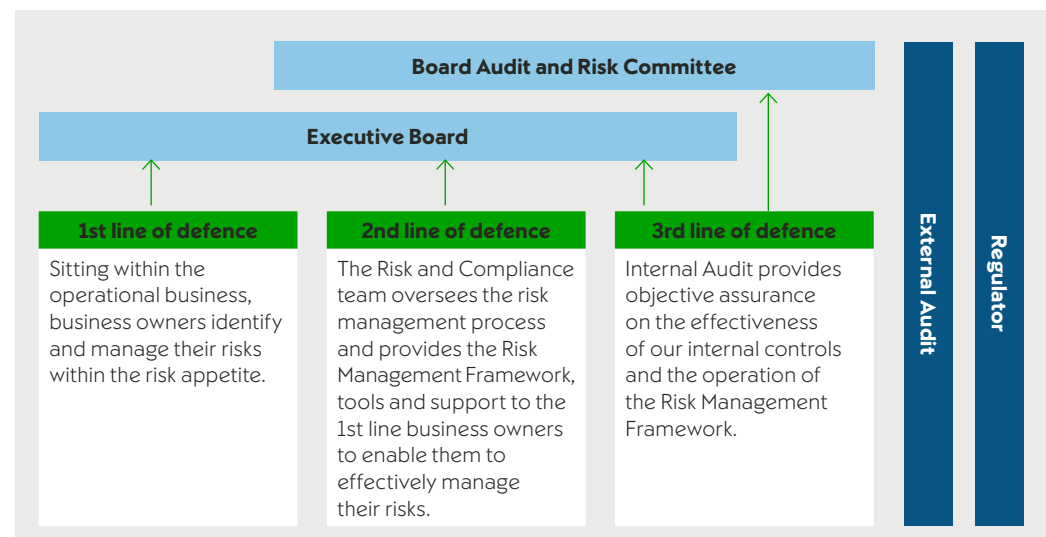 Board Audit and Risk Committee
Executive Board
1st line of defence
Sitting within the
operational business,
business owners identify
and manage their risks
within the risk appetite.
2nd line of defence
The Risk and Compliance
team oversees the risk
management process
and provides the Risk
Management Framework,
tools and support to the
1st line business owners
to enable them to
effectively manage
their risks.
3rd line of defence
Internal Audit provides
objective assurance
on the effectiveness
of our internal controls
and the operation of
the Risk Management
Framework.
External Audit
Regulator